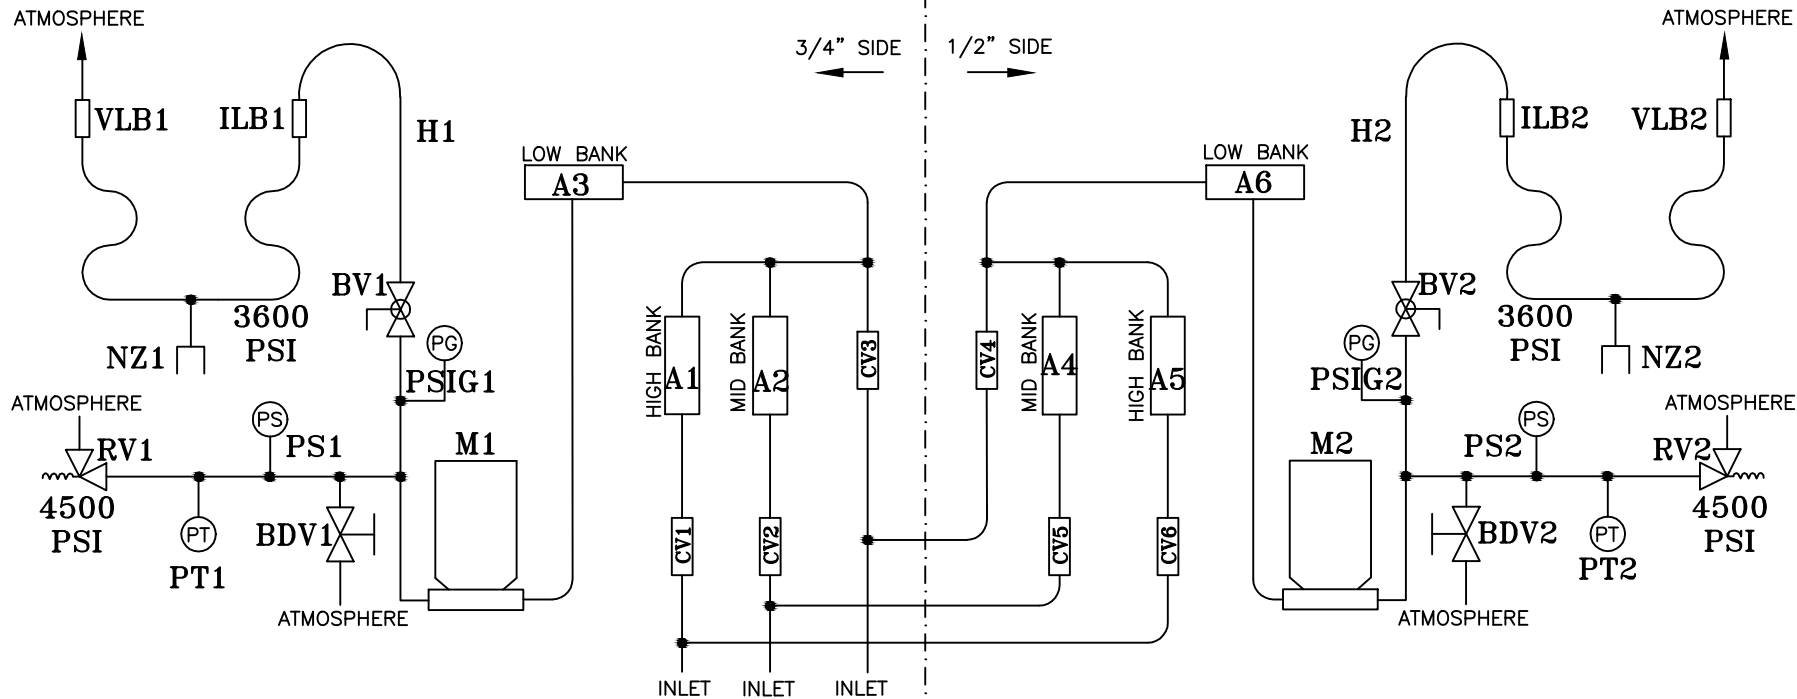 ATMOSPHERE
ATMOSPHERE
3/4” SIDE
1/2” SIDE
VLB1
ILB1
H1
H2
ILB2
VLB2
LOW BANK
A3
LOW BANK
A6
BV1
BV2
3600
PSI
3600
PSI
NZ1
NZ2
PG
PSIG1
PG
PSIG2
HIGH BANK
A1
MID BANK
A2
CV3
CV4
MID BANK
A4
HIGH BANK
A5
ATMOSPHERE
ATMOSPHERE
RV1
4500
PSI
PS
PS1
M1
M2
PS2
PS
RV2
4500
PSI
PT
PT1
BDV1
CV1
CV2
CV5
CV6
BDV2
PT
PT2
ATMOSPHERE
ATMOSPHERE
INLET
INLET
INLET